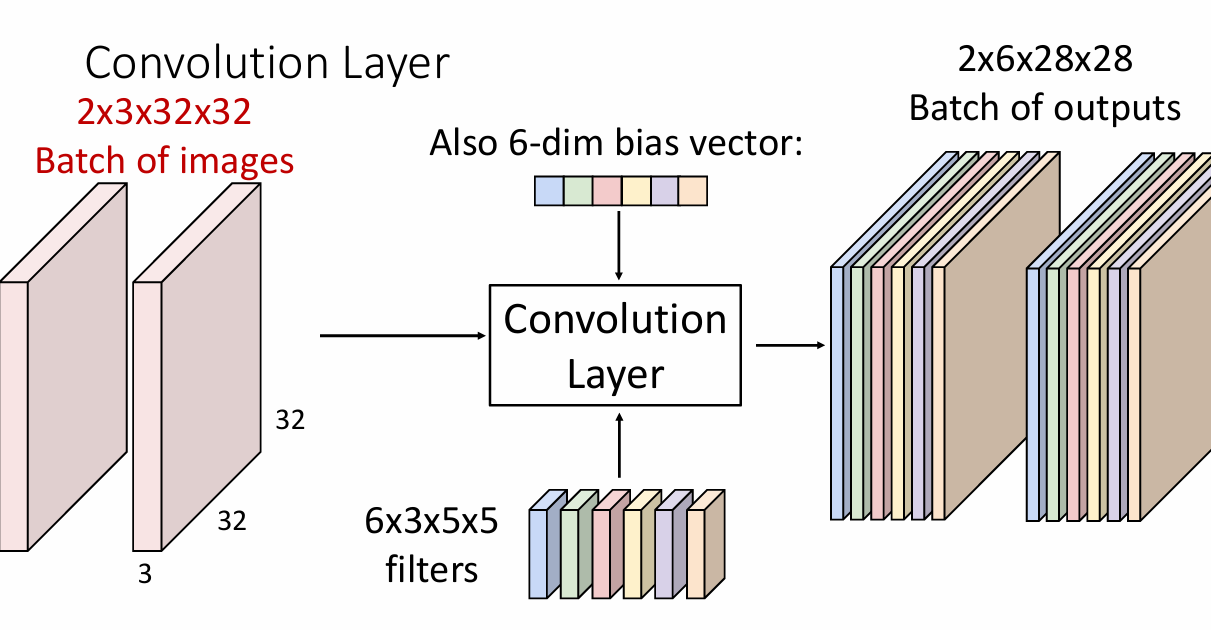 Convolution Layer
2x3x32x32
Batch of images
Also 6-dim bias vector:
2x6x28x28
Batch of outputs
Convolution
Layer
32
32
3
6x3x5x5
filters